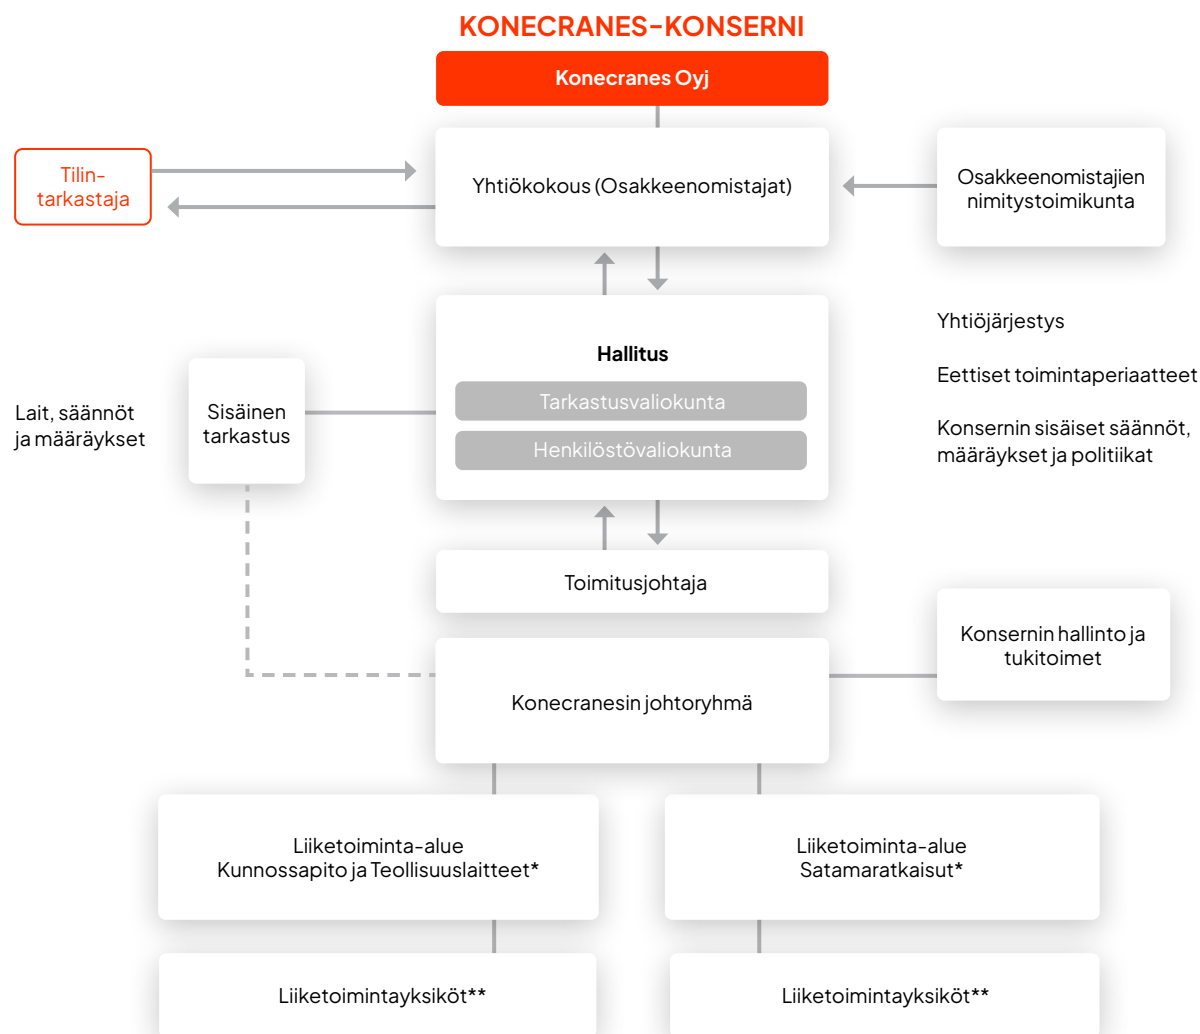 KONECRANES-KONSERNI
Konecranes Oyj
Tilin-
tarkastaja
Yhtiökokous (Osakkeenomistajat)
Osakkeenomistajien
nimitystoimikunta
Hallitus
Tarkastusvaliokunta
Henkilöstövaliokunta
Lait, säännöt
ja määräykset
Sisäinen
tarkastus
Yhtiöjärjestys
Eettiset toimintaperiaatteet
Konsernin sisäiset säännöt,
määräykset ja politiikat
Toimitusjohtaja
Konsernin hallinto ja
tukitoimet
Konecranesin johtoryhmä
Liiketoiminta-alue
Kunnossapito ja Teollisuuslaitteet*
Liiketoiminta-alue
Satamaratkaisut*
Liiketoimintayksiköt**
Liiketoimintayksiköt**